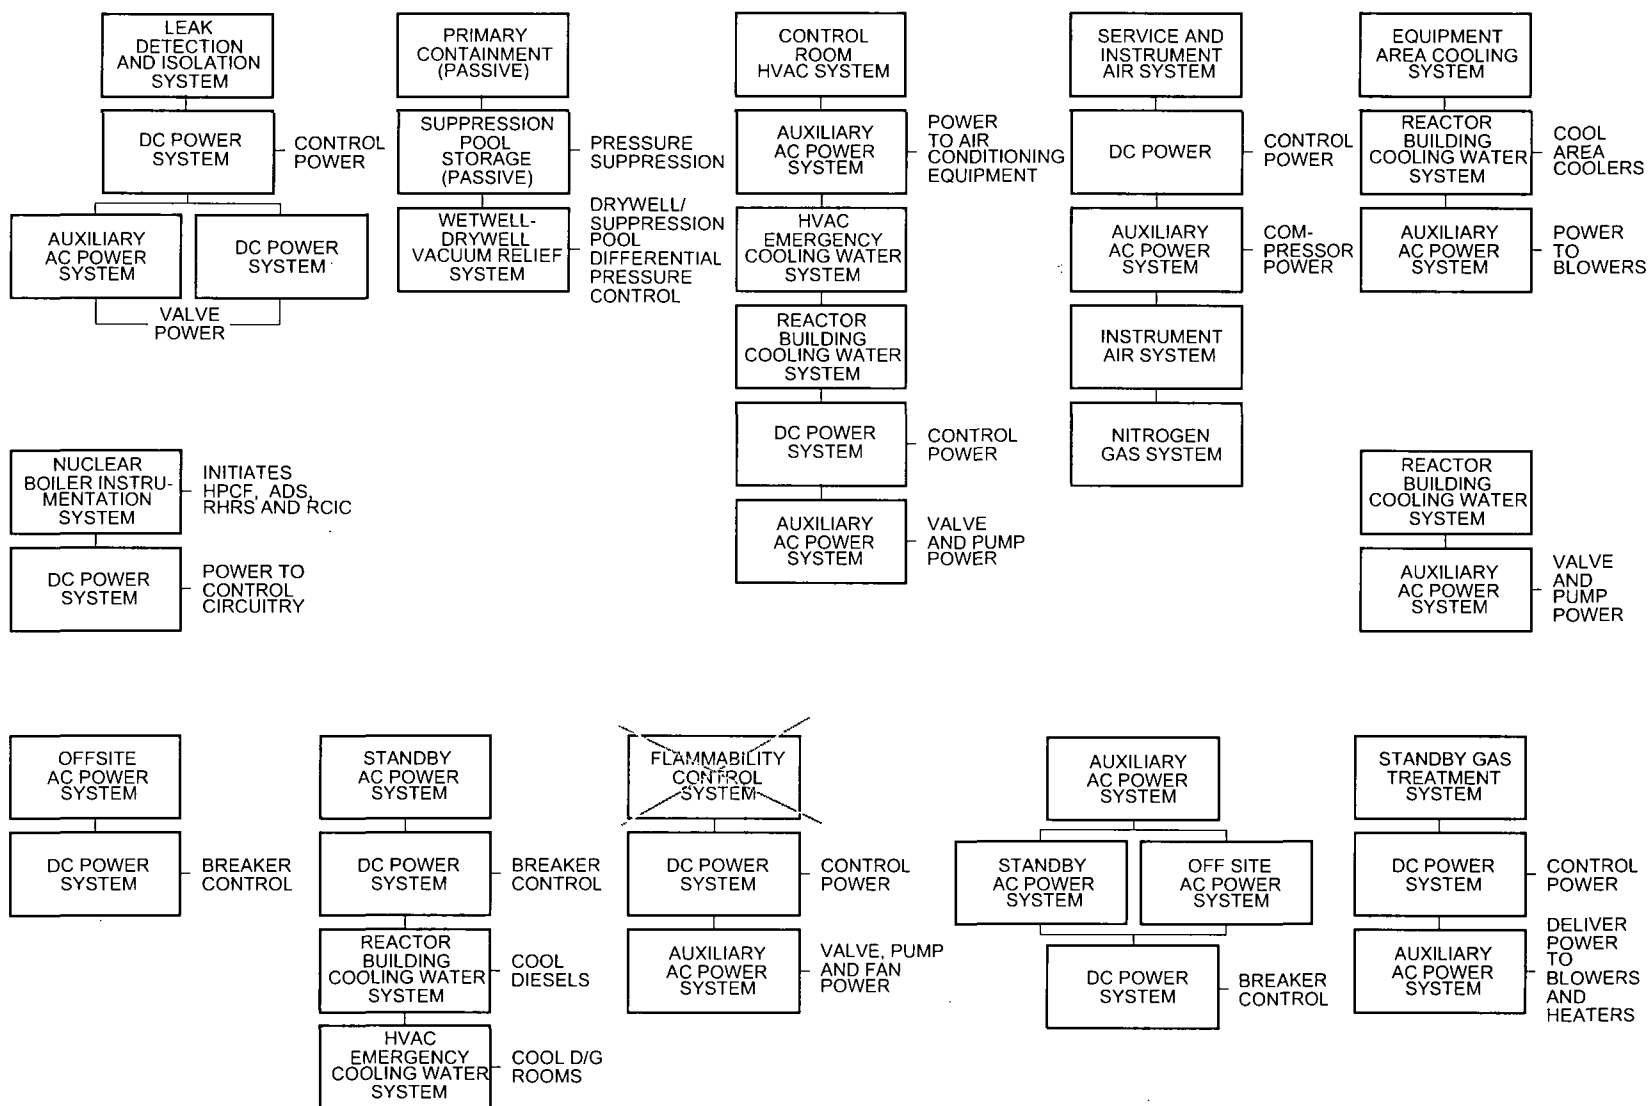 LEAK
DETECTION
AND ISOLATION
SYSTEM
DC POWER
SYSTEM
CONTROL
POWER
AUXILIARY
AC POWER
SYSTEM
DC POWER
SYSTEM
VALVE
POWER
PRIMARY
CONTAINMENT
(PASSIVE)
SUPPRESSION
POOL
STORAGE
(PASSIVE)
PRESSURE
SUPPRESSION
WETWELL-
DRYWELL
VACUUM RELIEF
SYSTEM
DRYWELL/
SUPPRESSION
POOL
DIFFERENTIAL
PRESSURE
CONTROL
CONTROL
ROOM
HVAC SYSTEM
AUXILIARY
AC POWER
SYSTEM
POWER
TO AIR
CONDITIONING
EQUIPMENT
HVAC
EMERGENCY
COOLING WATER
SYSTEM
REACTOR
BUILDING
COOLING WATER
SYSTEM
DC POWER
SYSTEM
CONTROL
POWER
AUXILIARY
AC POWER
SYSTEM
VALVE
AND PUMP
POWER
SERVICE AND
INSTRUMENT
AIR SYSTEM
DC POWER
CONTROL
POWER
AUXILIARY
AC POWER
SYSTEM
COM-
PRESSOR
POWER
INSTRUMENT
AIR SYSTEM
NITROGEN
GAS SYSTEM
EQUIPMENT
AREA COOLING
SYSTEM
REACTOR
BUILDING
COOLING WATER
SYSTEM
COOL
AREA
COOLERS
AUXILIARY
AC POWER
SYSTEM
POWER
TO
BLOWERS
NUCLEAR
BOILER INSTRU-
MENTATION
SYSTEM
INITIATES
HPCF, ADS,
RHRS AND RCIC
DC POWER
SYSTEM
POWER TO
CONTROL
CIRCUITRY
REACTOR
BUILDING
COOLING WATER
SYSTEM
AUXILIARY
AC POWER
SYSTEM
VALVE
AND
PUMP
POWER
OFFSITE
AC POWER
SYSTEM
DC POWER
SYSTEM
BREAKER
CONTROL
STANDBY
AC POWER
SYSTEM
DC POWER
SYSTEM
BREAKER
CONTROL
REACTOR
BUILDING
COOLING WATER
SYSTEM
COOL
DIESELS
HVAC
EMERGENCY
COOLING WATER
SYSTEM
COOL D/G
ROOMS
FLAMMABILITY
CONTROL
SYSTEM
DC POWER
SYSTEM
CONTROL
POWER
AUXILIARY
AC POWER
SYSTEM
VALVE, PUMP
AND FAN
POWER
AUXILIARY
AC POWER
SYSTEM
STANDBY
AC POWER
SYSTEM
OFF SITE
AC POWER
SYSTEM
DC POWER
SYSTEM
BREAKER
CONTROL
STANDBY GAS
TREATMENT
SYSTEM
DC POWER
SYSTEM
CONTROL
POWER
AUXILIARY
AC POWER
SYSTEM
DELIVER
POWER
TO
BLOWERS
AND
HEATERS